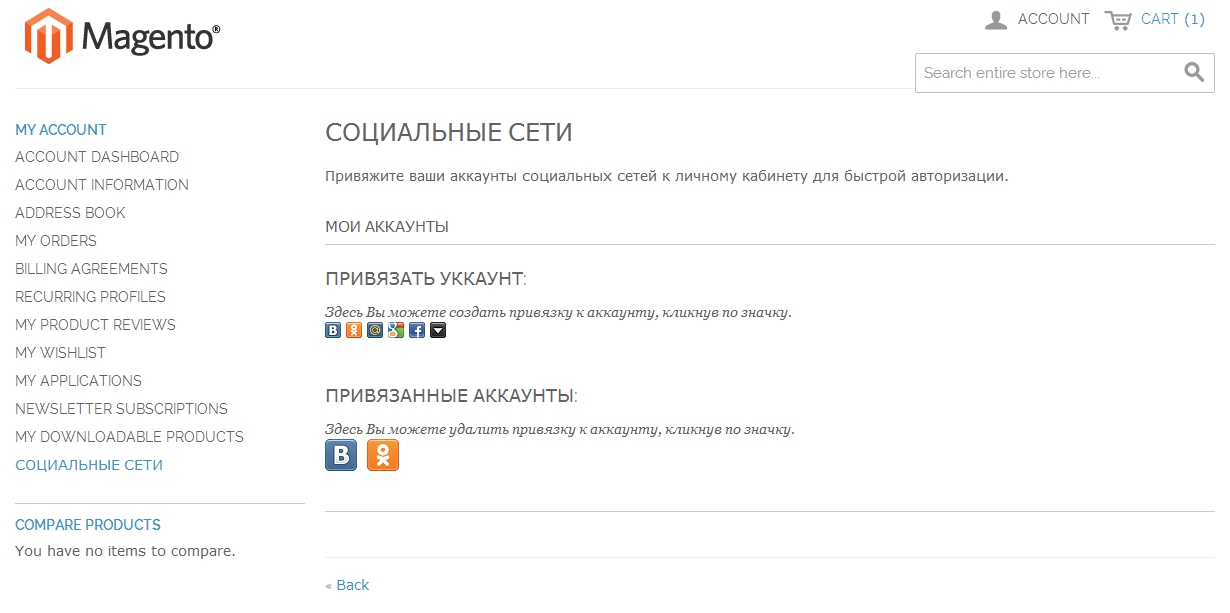 Magento®
ACCOUNT
CART (1)
Search entire store here...
MY ACCOUNT
ACCOUNT DASHBOARD
ACCOUNT INFORMATION
ADDRESS BOOK
MY ORDERS
BILLING AGREEMENTS
RECURRING PROFILES
MY PRODUCT REVIEWS
MY WISHLIST
MY APPLICATIONS
NEWSLETTER SUBSCRIPTIONS
MY DOWNLOADABLE PRODUCTS
СОЦИАЛЬНЫЕ СЕТИ
COMPARE PRODUCTS
You have no items to compare.
СОЦИАЛЬНЫЕ СЕТИ
Привяжите ваши аккаунты социальных сетей к личному кабинету для быстрой авторизации.
МОИ АККАУНТЫ
ПРИВЯЗАТЬ УККАУНТ:
Здесь Вы можете создать привязку к аккаунту, кликнув по значку.
ПРИВЯЗАННЫЕ АККАУНТЫ:
Здесь Вы можете удалить привязку к аккаунту, кликнув по значку.
« Back